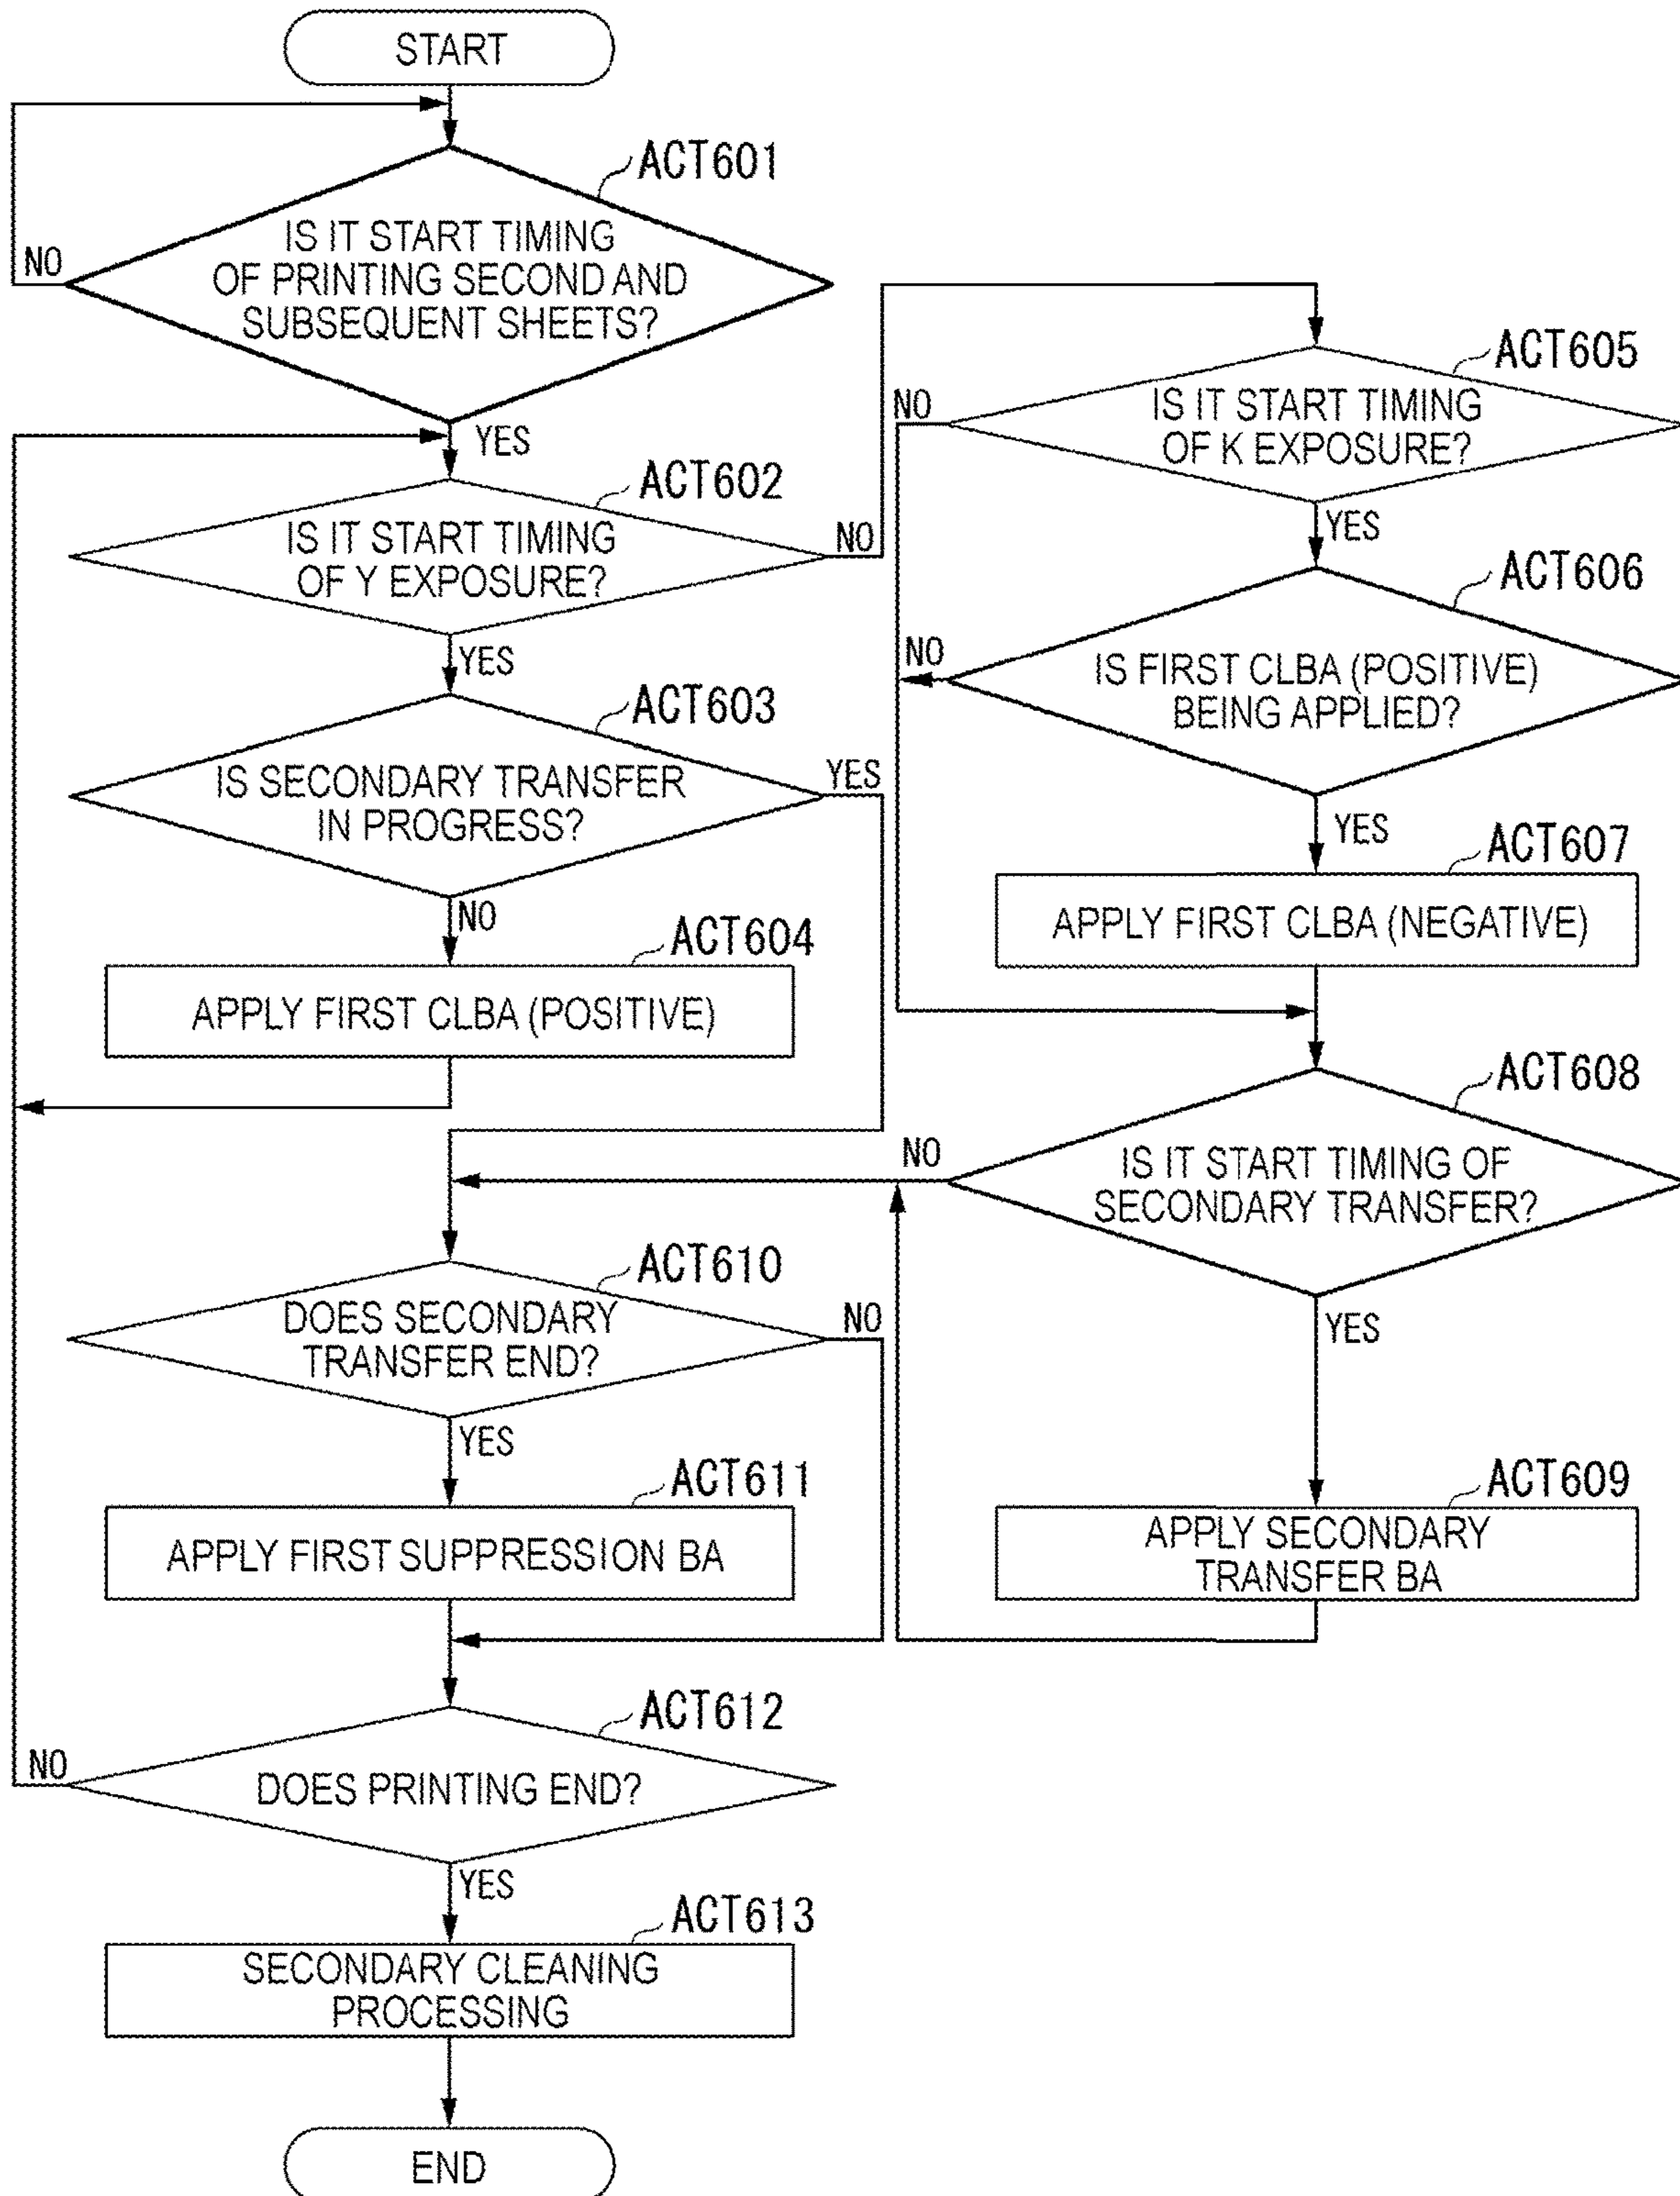 START
ACT601
IS IT START TIMING
OF PRINTING SECOND AND
SUBSEQUENT SHEETS?
NO
YES
ACT602
IS IT START TIMING
OF Y EXPOSURE?
NO
YES
ACT603
IS SECONDARY TRANSFER
IN PROGRESS?
YES
NO
ACT604
APPLY FIRST CLBA (POSITIVE)
ACT605
IS IT START TIMING
OF K EXPOSURE?
NO
YES
ACT606
IS FIRST CLBA (POSITIVE)
BEING APPLIED?
NO
YES
ACT607
APPLY FIRST CLBA (NEGATIVE)
ACT608
IS IT START TIMING OF
SECONDARY TRANSFER?
NO
YES
ACT609
APPLY SECONDARY
TRANSFER BA
ACT610
DOES SECONDARY
TRANSFER END?
NO
YES
ACT611
APPLY FIRST SUPPRESSION BA
ACT612
DOES PRINTING END?
NO
YES
ACT613
SECONDARY CLEANING
PROCESSING
END